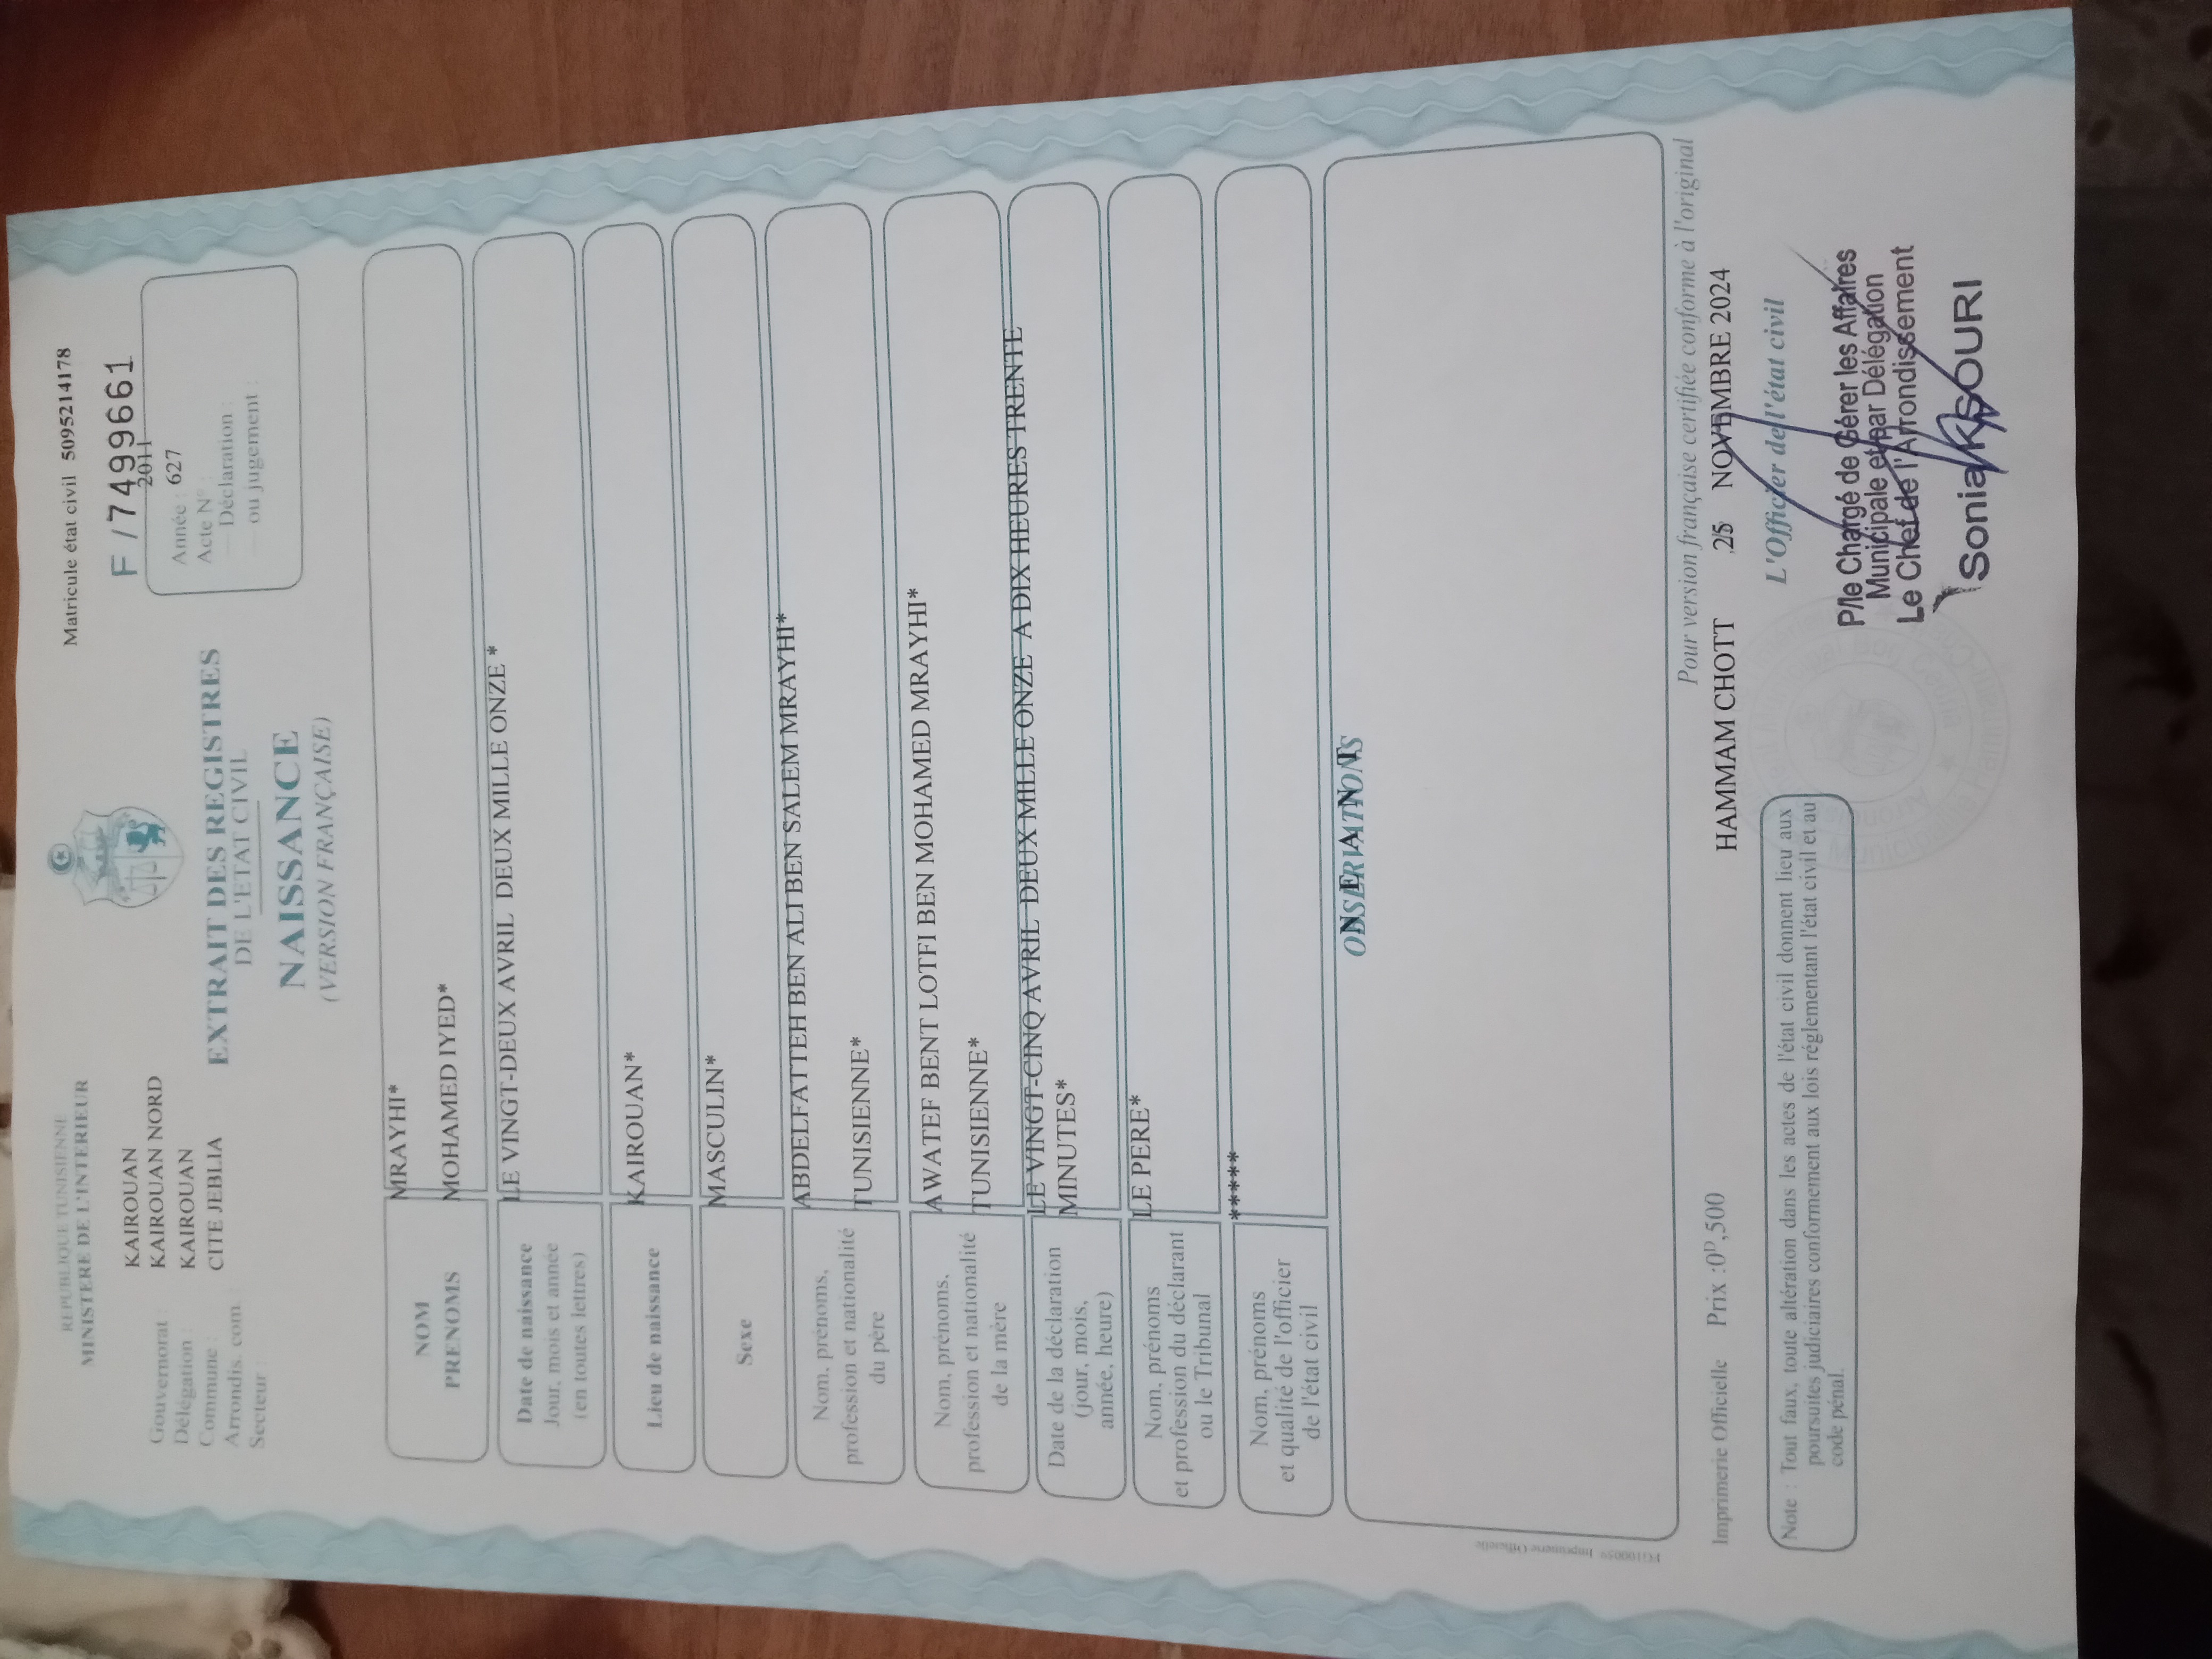 REPUBLIQUE TUNISIENNE
MINISTERE DE L'INTERIEUR
Gouvernorat : KAIROUAN
Délégation : KAIROUAN NORD
Commune : KAIROUAN
Arrondis. com. : CITE JEBLIA
Secteur :
EXTRAIT DES REGISTRES
DE L'ETAT CIVIL
NAISSANCE
(VERSION FRANÇAISE)
Matricule état civil 5095214178
F /7499661
2011
Année : 627
Acte N° :
Déclaration :
ou jugement :
NOM MRAYHI*
PRENOMS MOHAMED IYED*
Date de naissance
Jour, mois et année
(en toutes lettres)
LE VINGT-DEUX AVRIL DEUX MILLE ONZE *
Lieu de naissance KAIROUAN*
Sexe MASCULIN*
Nom, prénoms,
profession et nationalité
du père
ABDELFATTEH BEN ALI BEN SALEM MRAYHI*
TUNISIENNE*
Nom, prénoms,
profession et nationalité
de la mère
AWATEF BENT LOTFI BEN MOHAMED MRAYHI*
TUNISIENNE*
Date de la déclaration
(jour, mois,
année, heure)
LE VINGT-CINQ AVRIL DEUX MILLE ONZE A DIX HEURES TRENTE
MINUTES*
Nom, prénoms
et profession du déclarant
ou le Tribunal
LE PERE*
Nom, prénoms
et qualité de l'officier
de l'état civil
*****
OBSERVATIONS
N E A N T
Pour version française certifiée conforme à l'original
Imprimerie Officielle Prix :0D,500
HAMMAM CHOTT 25 NOVEMBRE 2024
L'Officier de l'état civil
Note : Tout faux, toute altération dans les actes de l'état civil donnent lieu aux
poursuites judiciaires conformement aux lois réglementant l'état civil et au
code pénal.
P/le Chargé de Gérer les Affaires
Municipale et par Délégation
Le Chef de l'Arrondissement
Sonia KSOURI